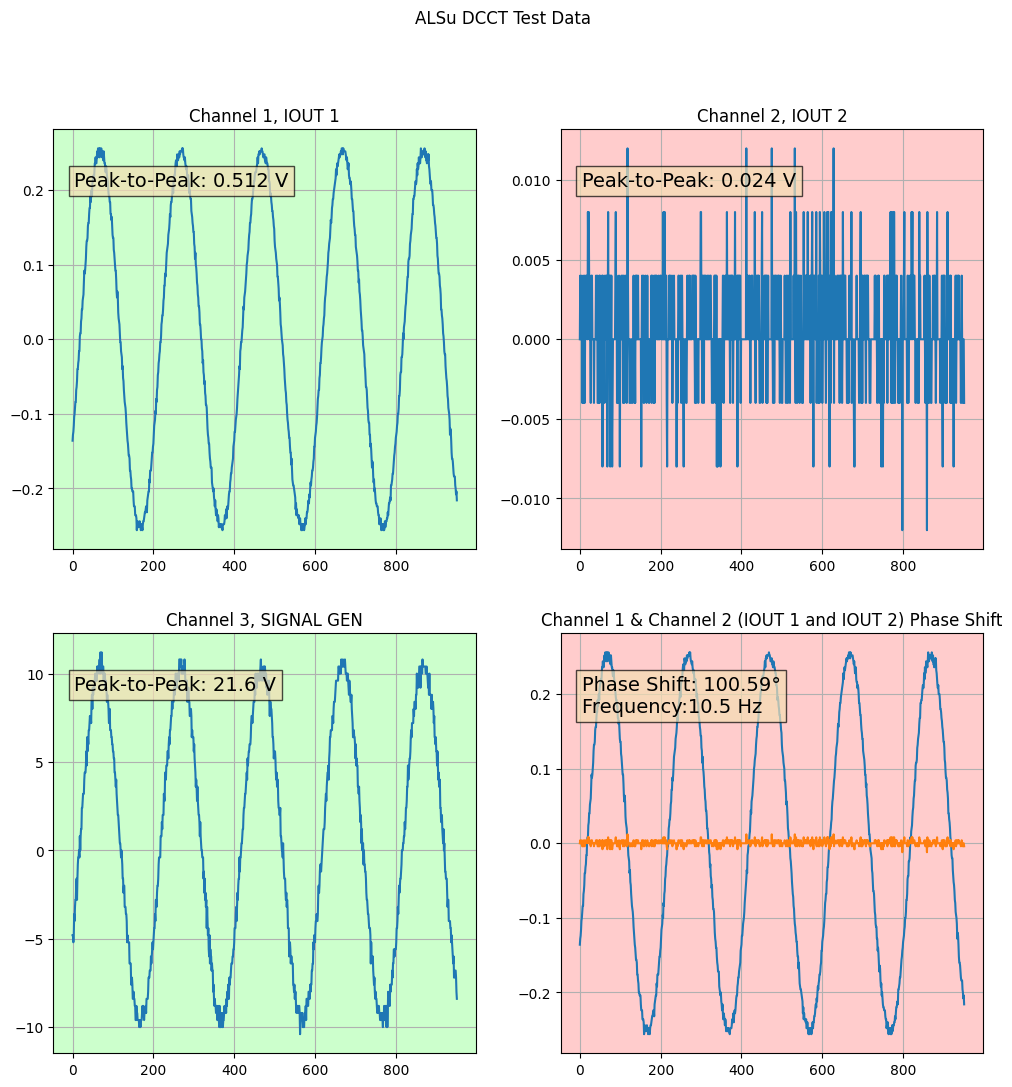 ALSu DCCT Test Data
Channel 1, IOUT 1
Peak-to-Peak: 0.512 V
0.2
0.1
0.0
−0.1
−0.2
0 200 400 600 800
Channel 2, IOUT 2
Peak-to-Peak: 0.024 V
0.010
0.005
0.000
−0.005
−0.010
0 200 400 600 800
Channel 3, SIGNAL GEN
Peak-to-Peak: 21.6 V
10
5
0
−5
−10
0 200 400 600 800
Channel 1 & Channel 2 (IOUT 1 and IOUT 2) Phase Shift
Phase Shift: 100.59°
Frequency:10.5 Hz
0.2
0.1
0.0
−0.1
−0.2
0 200 400 600 800